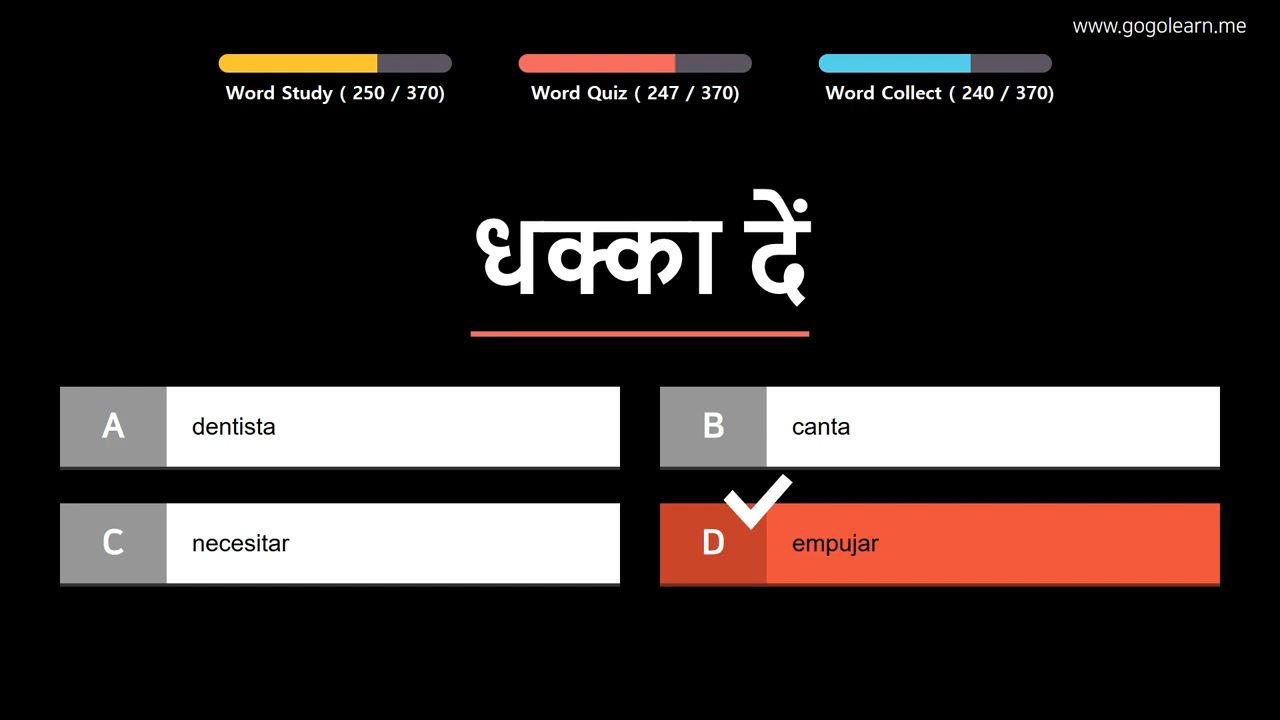 www.gogolearn.me
Word Study ( 250 / 370)
Word Quiz ( 247 / 370)
Word Collect ( 240 / 370)
धक्का दें
A dentista
B canta
C necesitar
D empujar